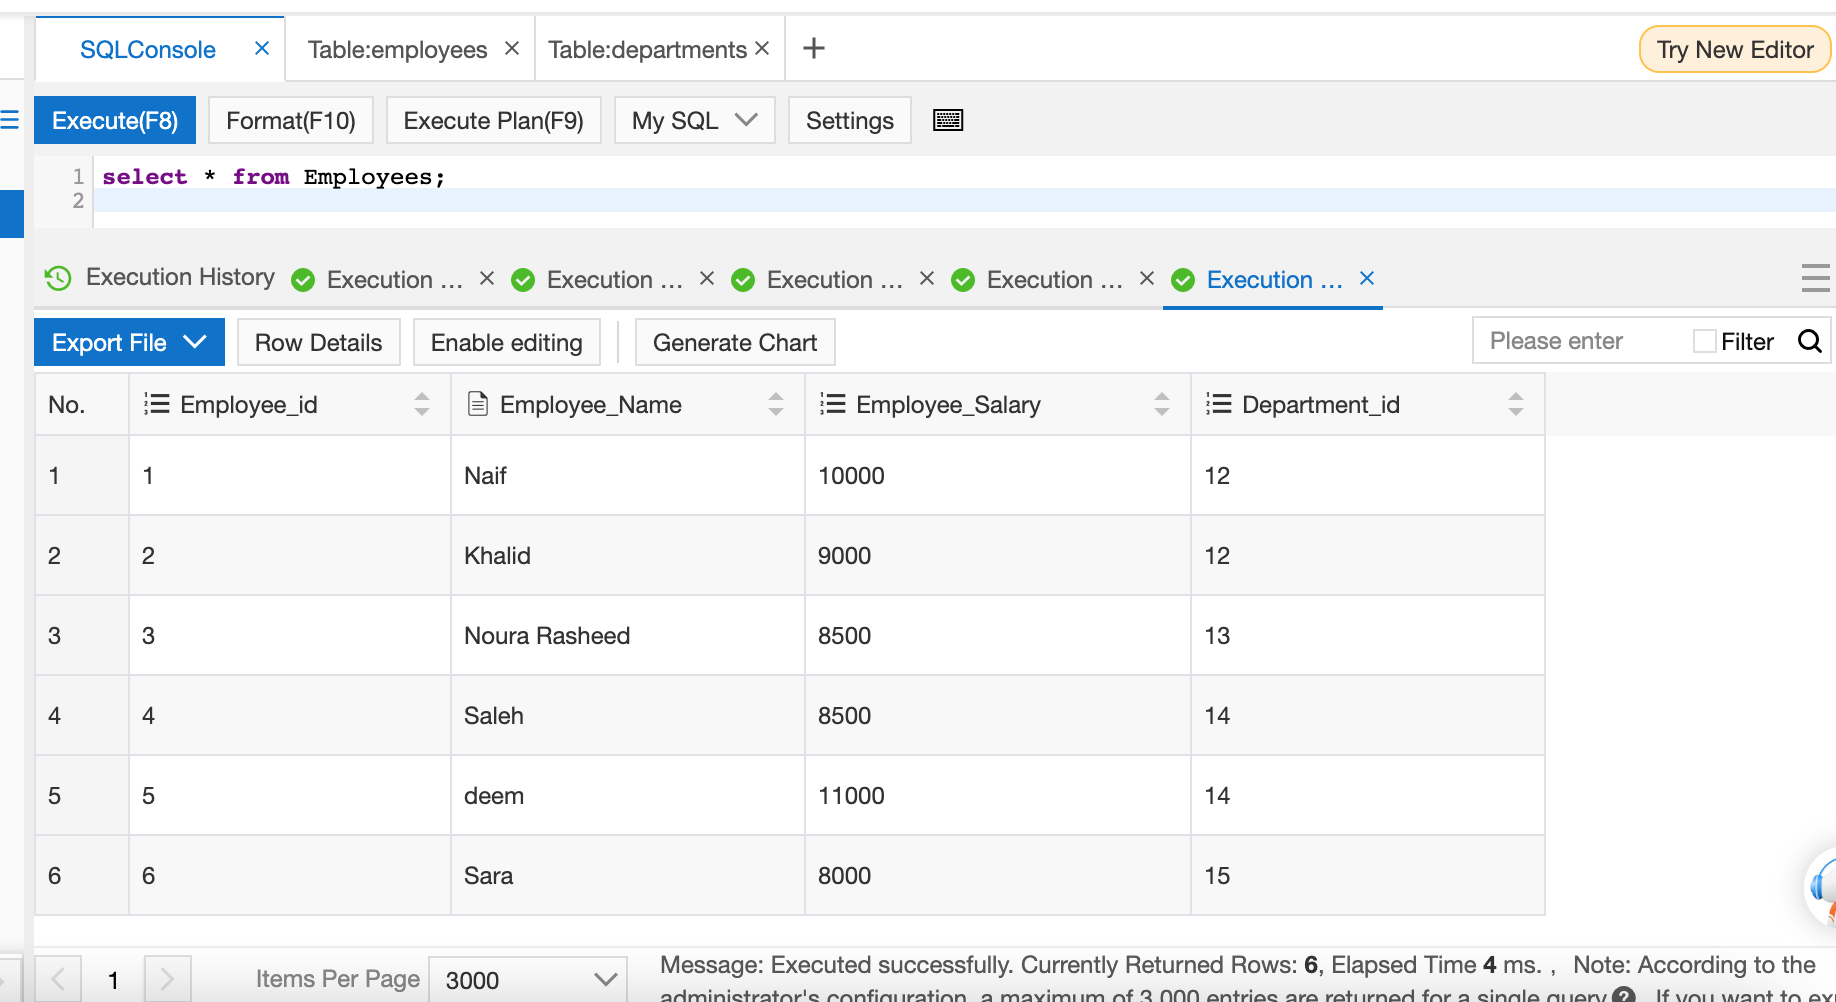 SQLConsole × Table:employees × Table:departments × + Try New Editor
Execute(F8) Format(F10) Execute Plan(F9) My SQL Settings
1 select * from Employees;
2
Execution History Execution ... × Execution ... × Execution ... × Execution ... × Execution ... ×
Export File Row Details Enable editing Generate Chart Please enter Filter
No. Employee_id Employee_Name Employee_Salary Department_id
1 1 Naif 10000 12
2 2 Khalid 9000 12
3 3 Noura Rasheed 8500 13
4 4 Saleh 8500 14
5 5 deem 11000 14
6 6 Sara 8000 15
1 Items Per Page 3000 Message: Executed successfully. Currently Returned Rows: 6, Elapsed Time 4 ms. , Note: According to the
administrator's configuration, a maximum of 3,000 entries are returned for a single query. If you want to